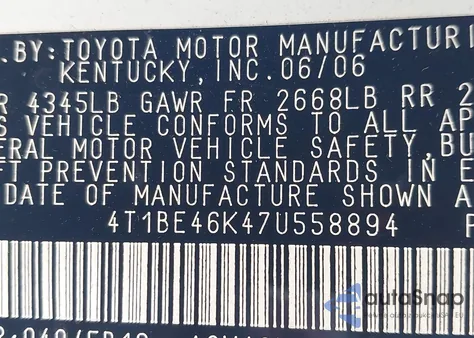 .BY:TOYOTA MOTOR MANUFACTURI
KENTUCKY,INC.06/06
R 4345LB GAWR FR 2668LB RR 2
S VEHICLE CONFORMS TO ALL AP
ERAL MOTOR VEHICLE SAFETY,BU
FT PREVENTION STANDARDS IN E
DATE OF MANUFACTURE SHOWN A
4T1BE46K47U558894
autoSnap